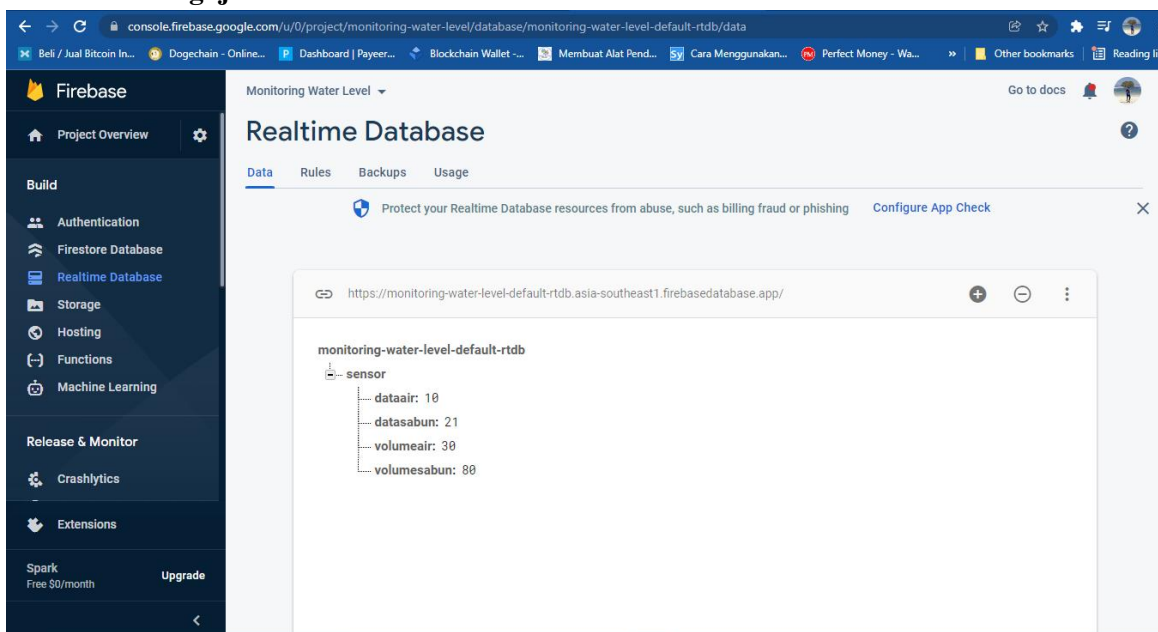 console.firebase.google.com/u/0/project/monitoring-water-level/database/monitoring-water-level-default-rtdb/data
Beli / Jual Bitcoin In... Dogechain - Online... Dashboard | Payeer... Blockchain Wallet -... Membuat Alat Pend... Cara Menggunakan... Perfect Money - Wa... » Other bookmarks Reading li
Firebase
Monitoring Water Level
Go to docs
Project Overview
Realtime Database
Data Rules Backups Usage
Build
Protect your Realtime Database resources from abuse, such as billing fraud or phishing Configure App Check
Authentication
Firestore Database
Realtime Database
Storage
Hosting
Functions
Machine Learning
https://monitoring-water-level-default-rtdb.asia-southeast1.firebasedatabase.app/
monitoring-water-level-default-rtdb
sensor
dataair: 10
datasabun: 21
volumeair: 30
volumesabun: 80
Release & Monitor
Crashlytics
Extensions
Spark
Free $0/month
Upgrade